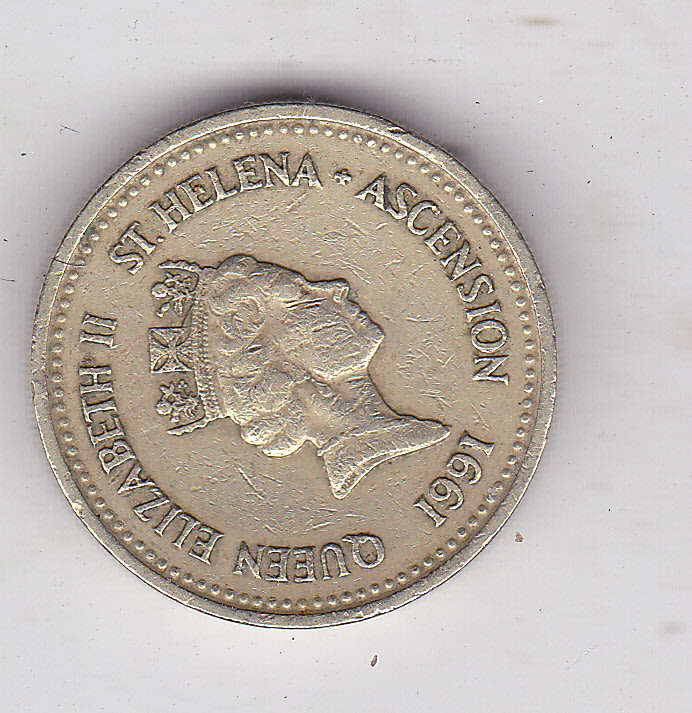 QUEEN ELIZABETH II
ST. HELENA * ASCENSION
1991